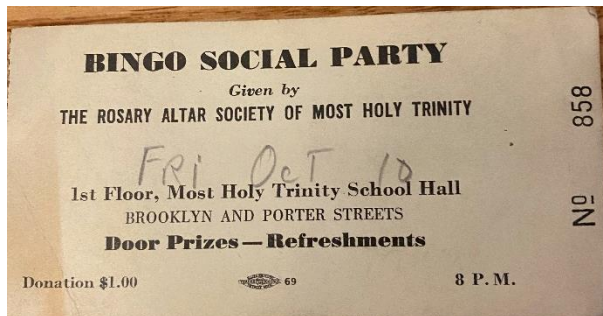 BINGO SOCIAL PARTY
Given by
THE ROSARY ALTAR SOCIETY OF MOST HOLY TRINITY
FRI OCT 10
1st Floor, Most Holy Trinity School Hall
BROOKLYN AND PORTER STREETS
Door Prizes — Refreshments
Donation $1.00 69 8 P.M.
Nº 858